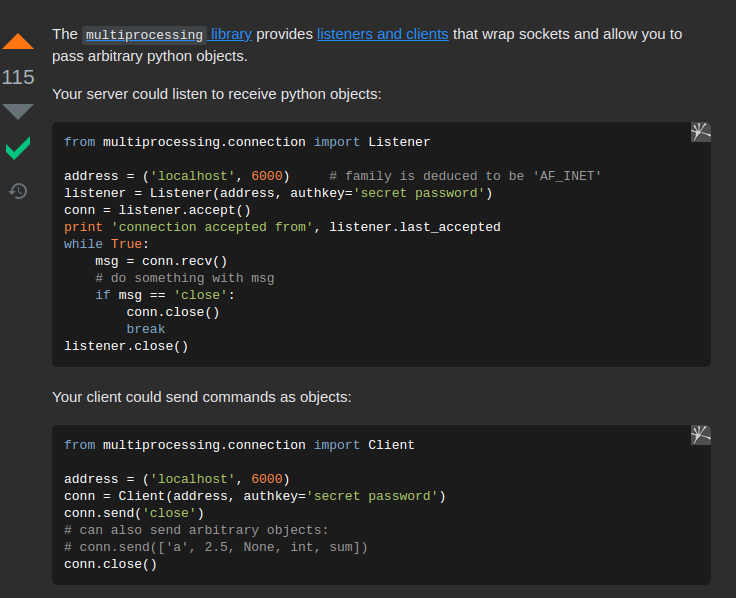 The multiprocessing library provides listeners and clients that wrap sockets and allow you to
pass arbitrary python objects.
115
Your server could listen to receive python objects:
from multiprocessing.connection import Listener
address = ('localhost', 6000)     # family is deduced to be 'AF_INET'
listener = Listener(address, authkey='secret password')
conn = listener.accept()
print 'connection accepted from', listener.last_accepted
while True:
    msg = conn.recv()
    # do something with msg
    if msg == 'close':
        conn.close()
        break
listener.close()
Your client could send commands as objects:
from multiprocessing.connection import Client
address = ('localhost', 6000)
conn = Client(address, authkey='secret password')
conn.send('close')
# can also send arbitrary objects:
# conn.send(['a', 2.5, None, int, sum])
conn.close()